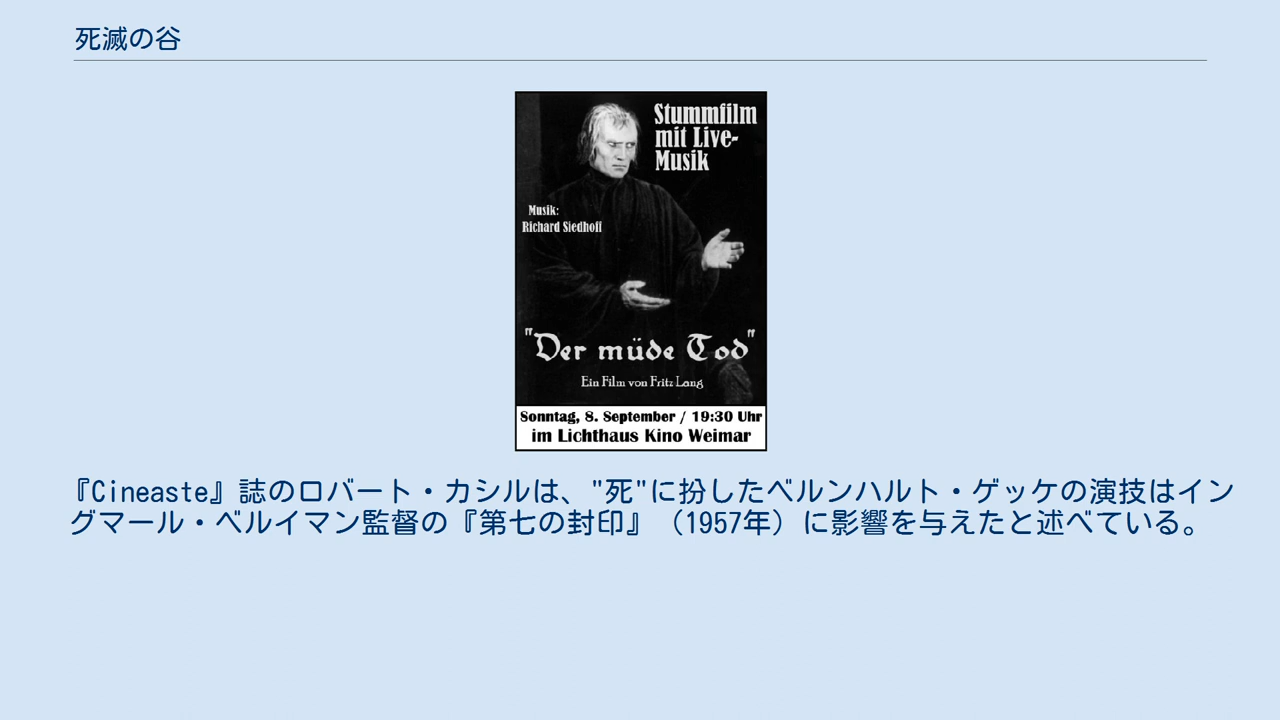 死滅の谷
Stummfilm
mit Live-
Musik
Musik:
Richard Siedhoff
"Der müde Tod"
Ein Film von Fritz Lang
Sonntag, 8. September / 19:30 Uhr
im Lichthaus Kino Weimar
『Cineaste』誌のロバート・カシルは、"死"に扮したベルンハルト・ゲッケの演技はイン
グマール・ベルイマン監督の『第七の封印』（1957年）に影響を与えたと述べている。